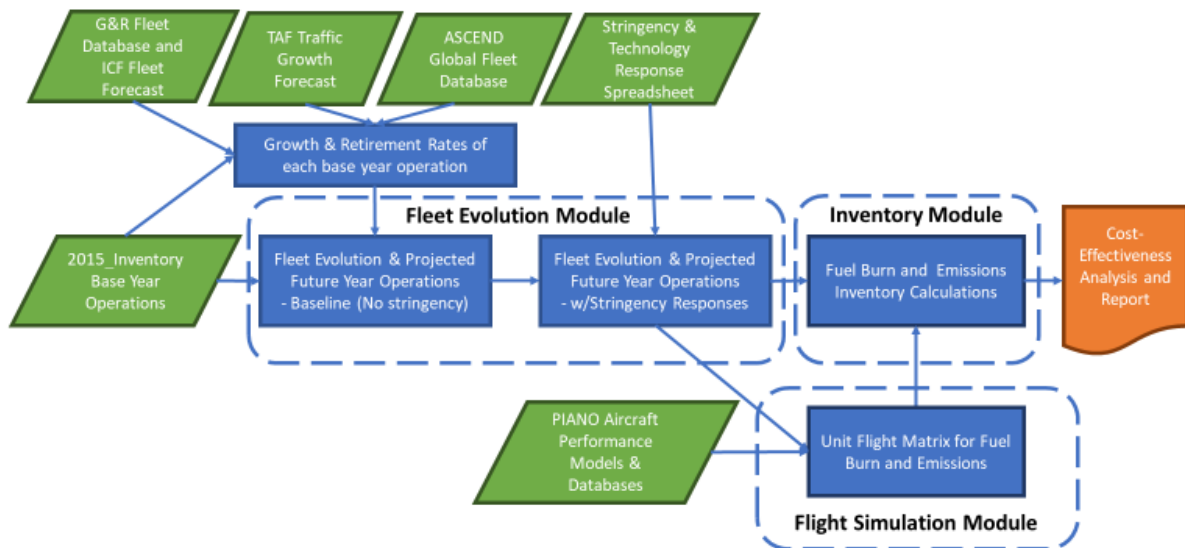 G&R Fleet
Database and
ICF Fleet
Forecast
TAF Traffic
Growth
Forecast
ASCEND
Global Fleet
Database
Stringency &
Technology
Response
Spreadsheet
Growth & Retirement Rates of
each base year operation
Fleet Evolution Module
Inventory Module
2015_Inventory
Base Year
Operations
Fleet Evolution & Projected
Future Year Operations
- Baseline (No stringency)
Fleet Evolution & Projected
Future Year Operations
- w/Stringency Responses
Fuel Burn and Emissions
Inventory Calculations
Cost-
Effectiveness
Analysis and
Report
PIANO Aircraft
Performance
Models &
Databases
Unit Flight Matrix for Fuel
Burn and Emissions
Flight Simulation Module